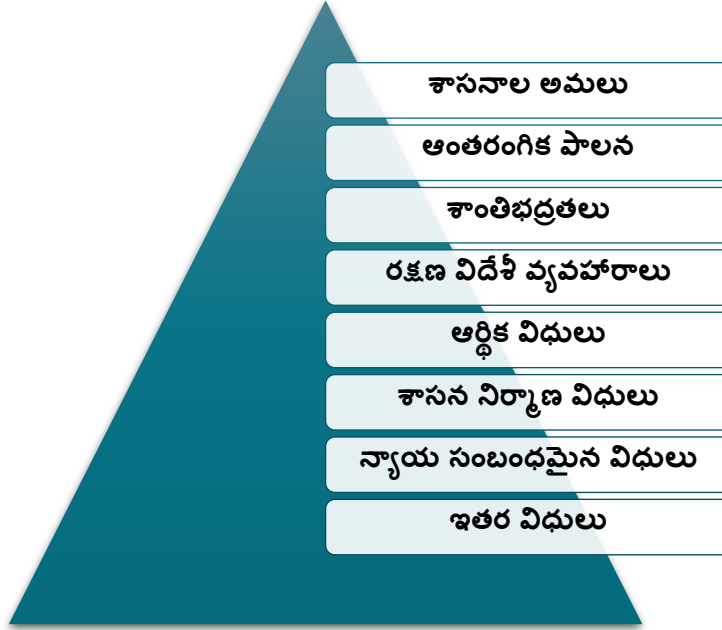 శాసనాల అమలు
ఆంతరంగిక పాలన
శాంతిభద్రతలు
రక్షణ విదేశీ వ్యవహారాలు
ఆర్థిక విధులు
శాసన నిర్మాణ విధులు
న్యాయ సంబంధమైన విధులు
ఇతర విధులు